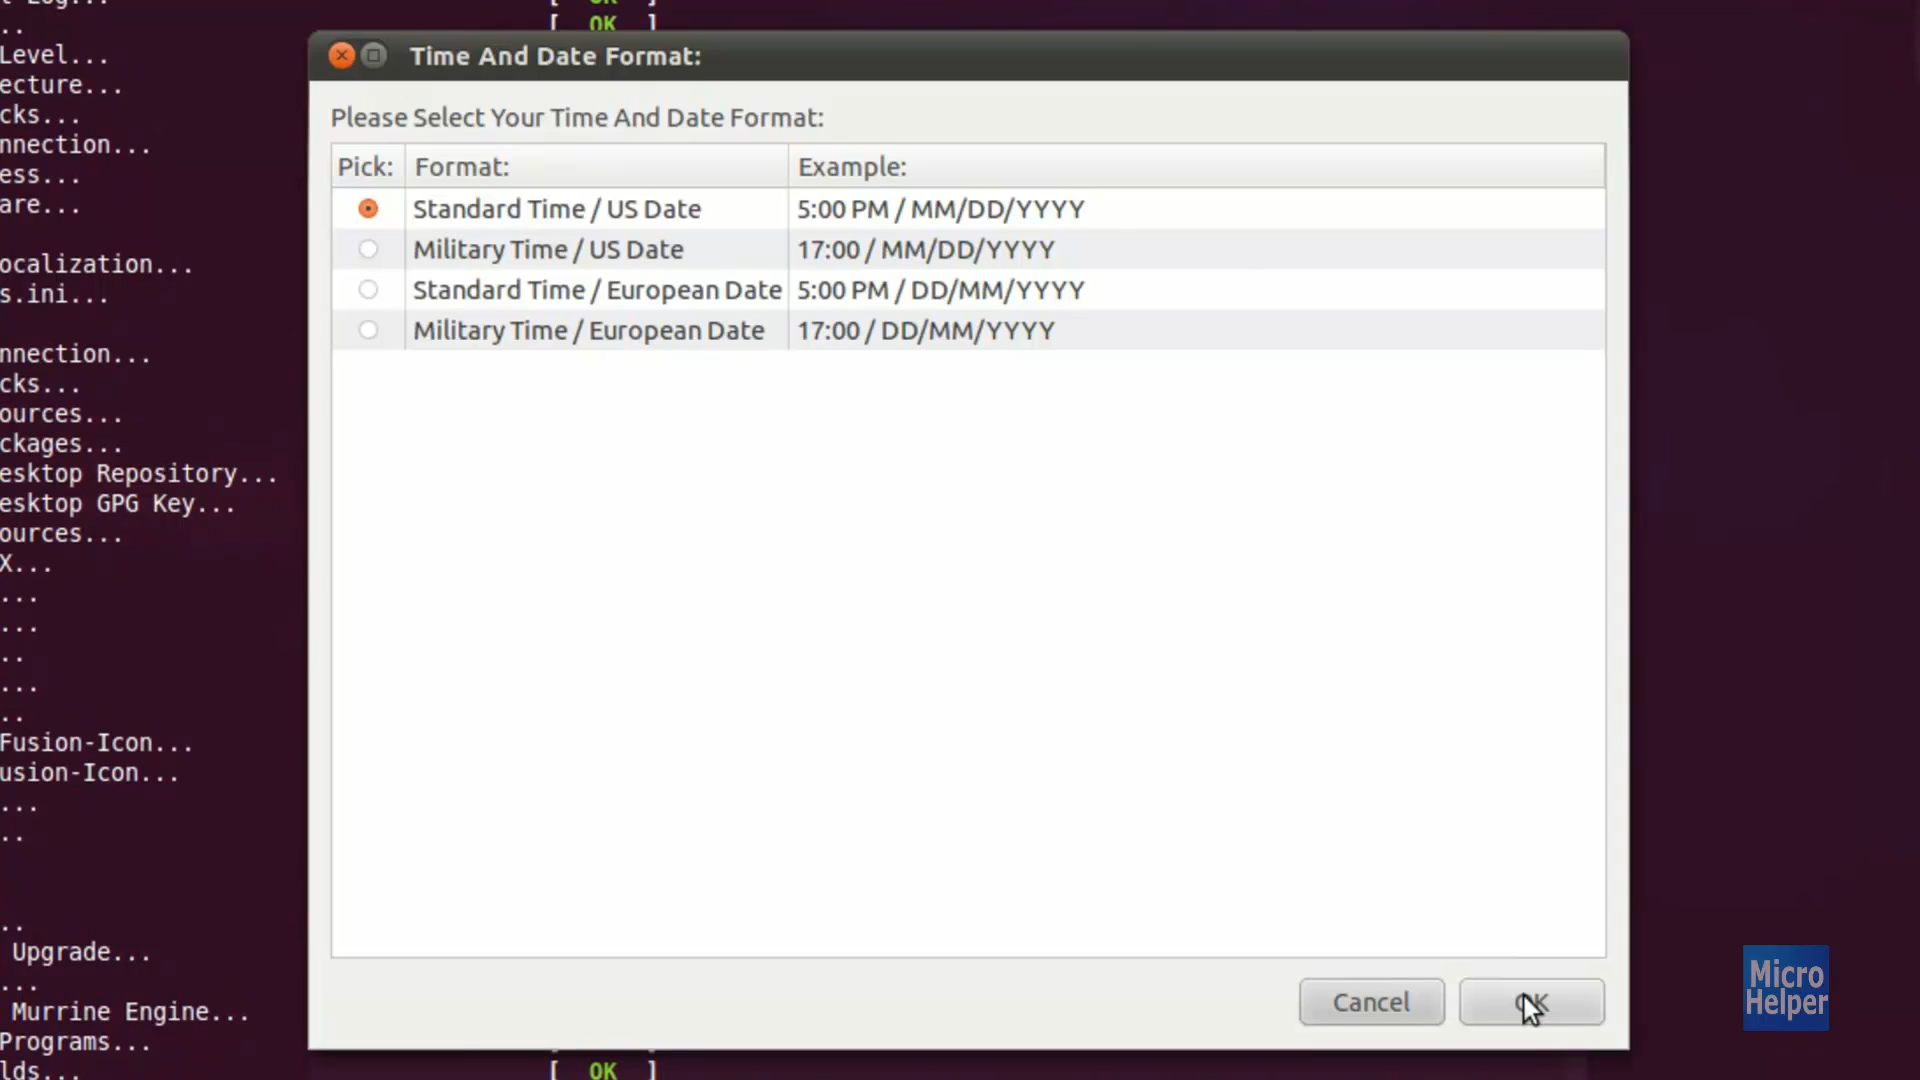 [ OK ]
Level...
ecture...
cks...
nnection...
ess...
are...
ocalization...
s.ini...
nnection...
cks...
ources...
ckages...
esktop Repository...
esktop GPG Key...
ources...
X...
...
...
..
...
..
Fusion-Icon...
usion-Icon...
...
..
..
Upgrade...
...
Murrine Engine...
Programs...
lds...
[ OK ]
Time And Date Format:
Please Select Your Time And Date Format:
Pick: Format: Example:
Standard Time / US Date 5:00 PM / MM/DD/YYYY
Military Time / US Date 17:00 / MM/DD/YYYY
Standard Time / European Date 5:00 PM / DD/MM/YYYY
Military Time / European Date 17:00 / DD/MM/YYYY
Cancel OK
Micro
Helper